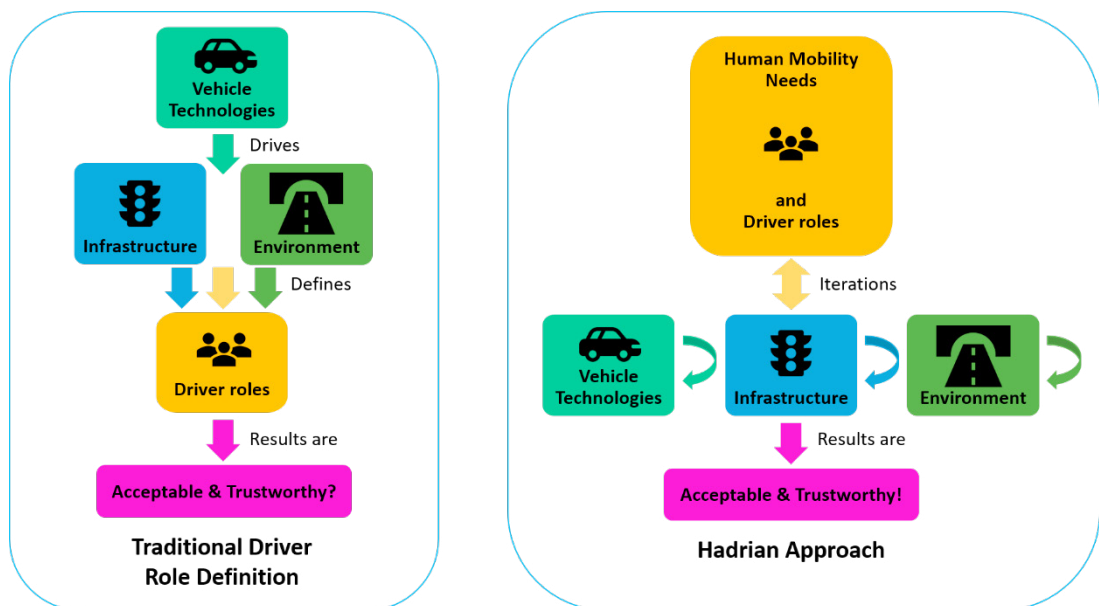 Vehicle
Technologies
Drives
Infrastructure
Environment
Defines
Driver roles
Results are
Acceptable & Trustworthy?
Traditional Driver
Role Definition
Human Mobility
Needs
and
Driver roles
Iterations
Vehicle
Technologies
Infrastructure
Environment
Results are
Acceptable & Trustworthy!
Hadrian Approach